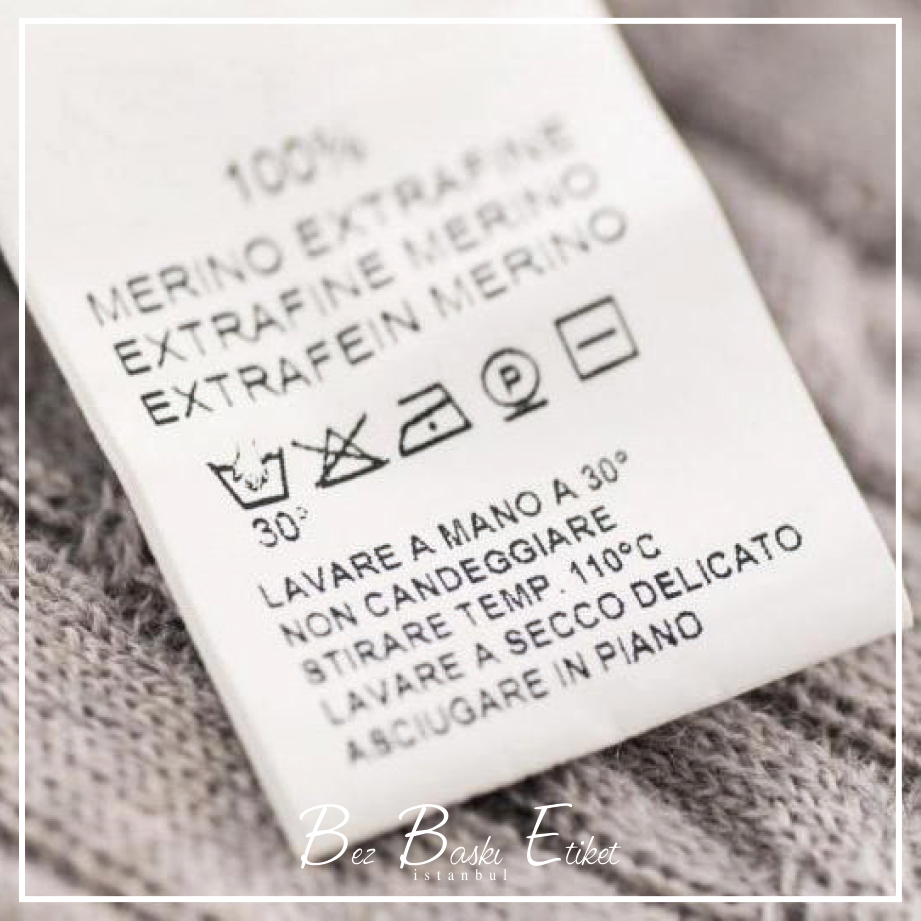 100%
MERINO EXTRAFINE
EXTRAFINE MERINO
EXTRAFEIN MERINO
P
30°
LAVARE A MANO A 30°
NON CANDEGGIARE
STIRARE TEMP. 110°C
LAVARE A SECCO DELICATO
ASCIUGARE IN PIANO
Bez Baskı Etiket
istanbul